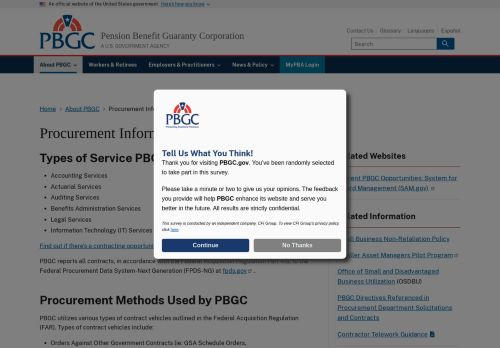 An official website of the United States government Here's how you know
PBGC
Pension Benefit Guaranty Corporation
A U.S. GOVERNMENT AGENCY
Contact Us Glossary Languages Español
Search
About PBGC Workers & Retirees Employers & Practitioners News & Policy MyPBA Login
Home > About PBGC > Procurement
Procurement
Types of Service
Accounting Services
Actuarial Services
Auditing Services
Benefits Administration Services
Legal Services
Information Technology (IT) Services
Find out if there's a contracting
PBGC reports all contracts, in accordance with the Federal Acquisition Regulation
Federal Procurement Data System-Next Generation (FPDS-NG) at fpds.gov .
Procurement Methods Used by PBGC
PBGC utilizes various types of contract vehicles outlined in the Federal Acquisition Regulation
(FAR). Types of contract vehicles include:
Orders Against Other Government Contracts (ie: GSA Schedule Orders,
PBGC
Protecting America's Pensions
Tell Us What You Think!
Thank you for visiting PBGC.gov. You've been randomly selected
to take part in this survey.
Please take a minute or two to give us your opinions. The feedback
you provide will help PBGC enhance its website and serve you
better in the future. All results are strictly confidential.
This survey is conducted by an independent company, CFI Group. To view CFI Group's privacy policy,
click here.
Continue
No Thanks
Websites
PBGC Opportunities: System for
Management (SAM.gov)
Information
Business Non-Retaliation Policy
Asset Managers Pilot Program
Office of Small and Disadvantaged
Business Utilization (OSDBU)
PBGC Directives Referenced in
Procurement Department Solicitations and
Contracts
Contractor Telework Guidance